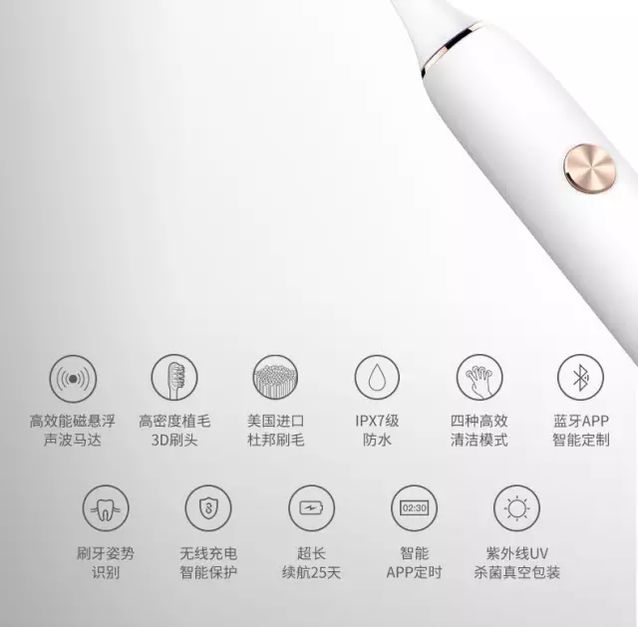 高效能磁悬浮
声波马达
高密度植毛
3D刷头
美国进口
杜邦刷毛
IPX7级
防水
四种高效
清洁模式
蓝牙APP
智能定制
刷牙姿势
识别
无线充电
智能保护
超长
续航25天
02:30
智能
APP定时
紫外线UV
杀菌真空包装